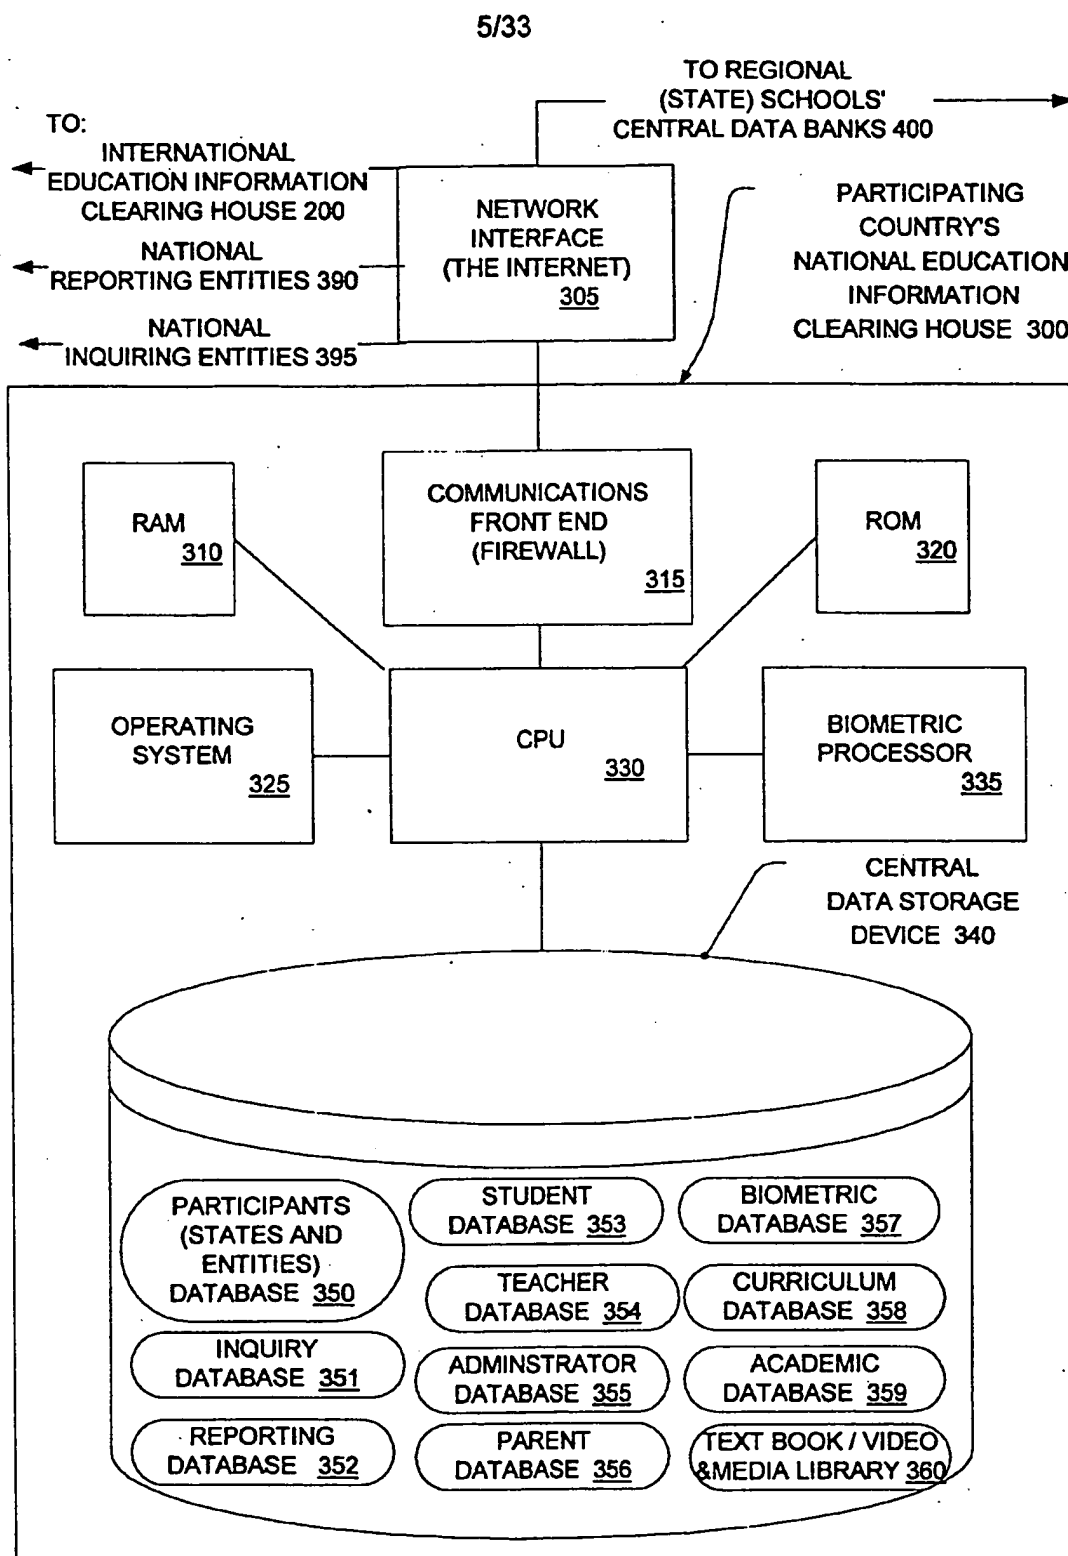 5/33
TO REGIONAL
(STATE) SCHOOLS'
CENTRAL DATA BANKS 400
TO:
INTERNATIONAL
EDUCATION INFORMATION
CLEARING HOUSE 200
NATIONAL
REPORTING ENTITIES 390
NATIONAL
INQUIRING ENTITIES 395
NETWORK
INTERFACE
(THE INTERNET)
305
PARTICIPATING
COUNTRY'S
NATIONAL EDUCATION
INFORMATION
CLEARING HOUSE 300
RAM
310
COMMUNICATIONS
FRONT END
(FIREWALL)
315
ROM
320
OPERATING
SYSTEM
325
CPU
330
BIOMETRIC
PROCESSOR
335
CENTRAL
DATA STORAGE
DEVICE 340
PARTICIPANTS
(STATES AND
ENTITIES)
DATABASE 350
INQUIRY
DATABASE 351
REPORTING
DATABASE 352
STUDENT
DATABASE 353
TEACHER
DATABASE 354
ADMINSTRATOR
DATABASE 355
PARENT
DATABASE 356
BIOMETRIC
DATABASE 357
CURRICULUM
DATABASE 358
ACADEMIC
DATABASE 359
TEXT BOOK / VIDEO
&MEDIA LIBRARY 360